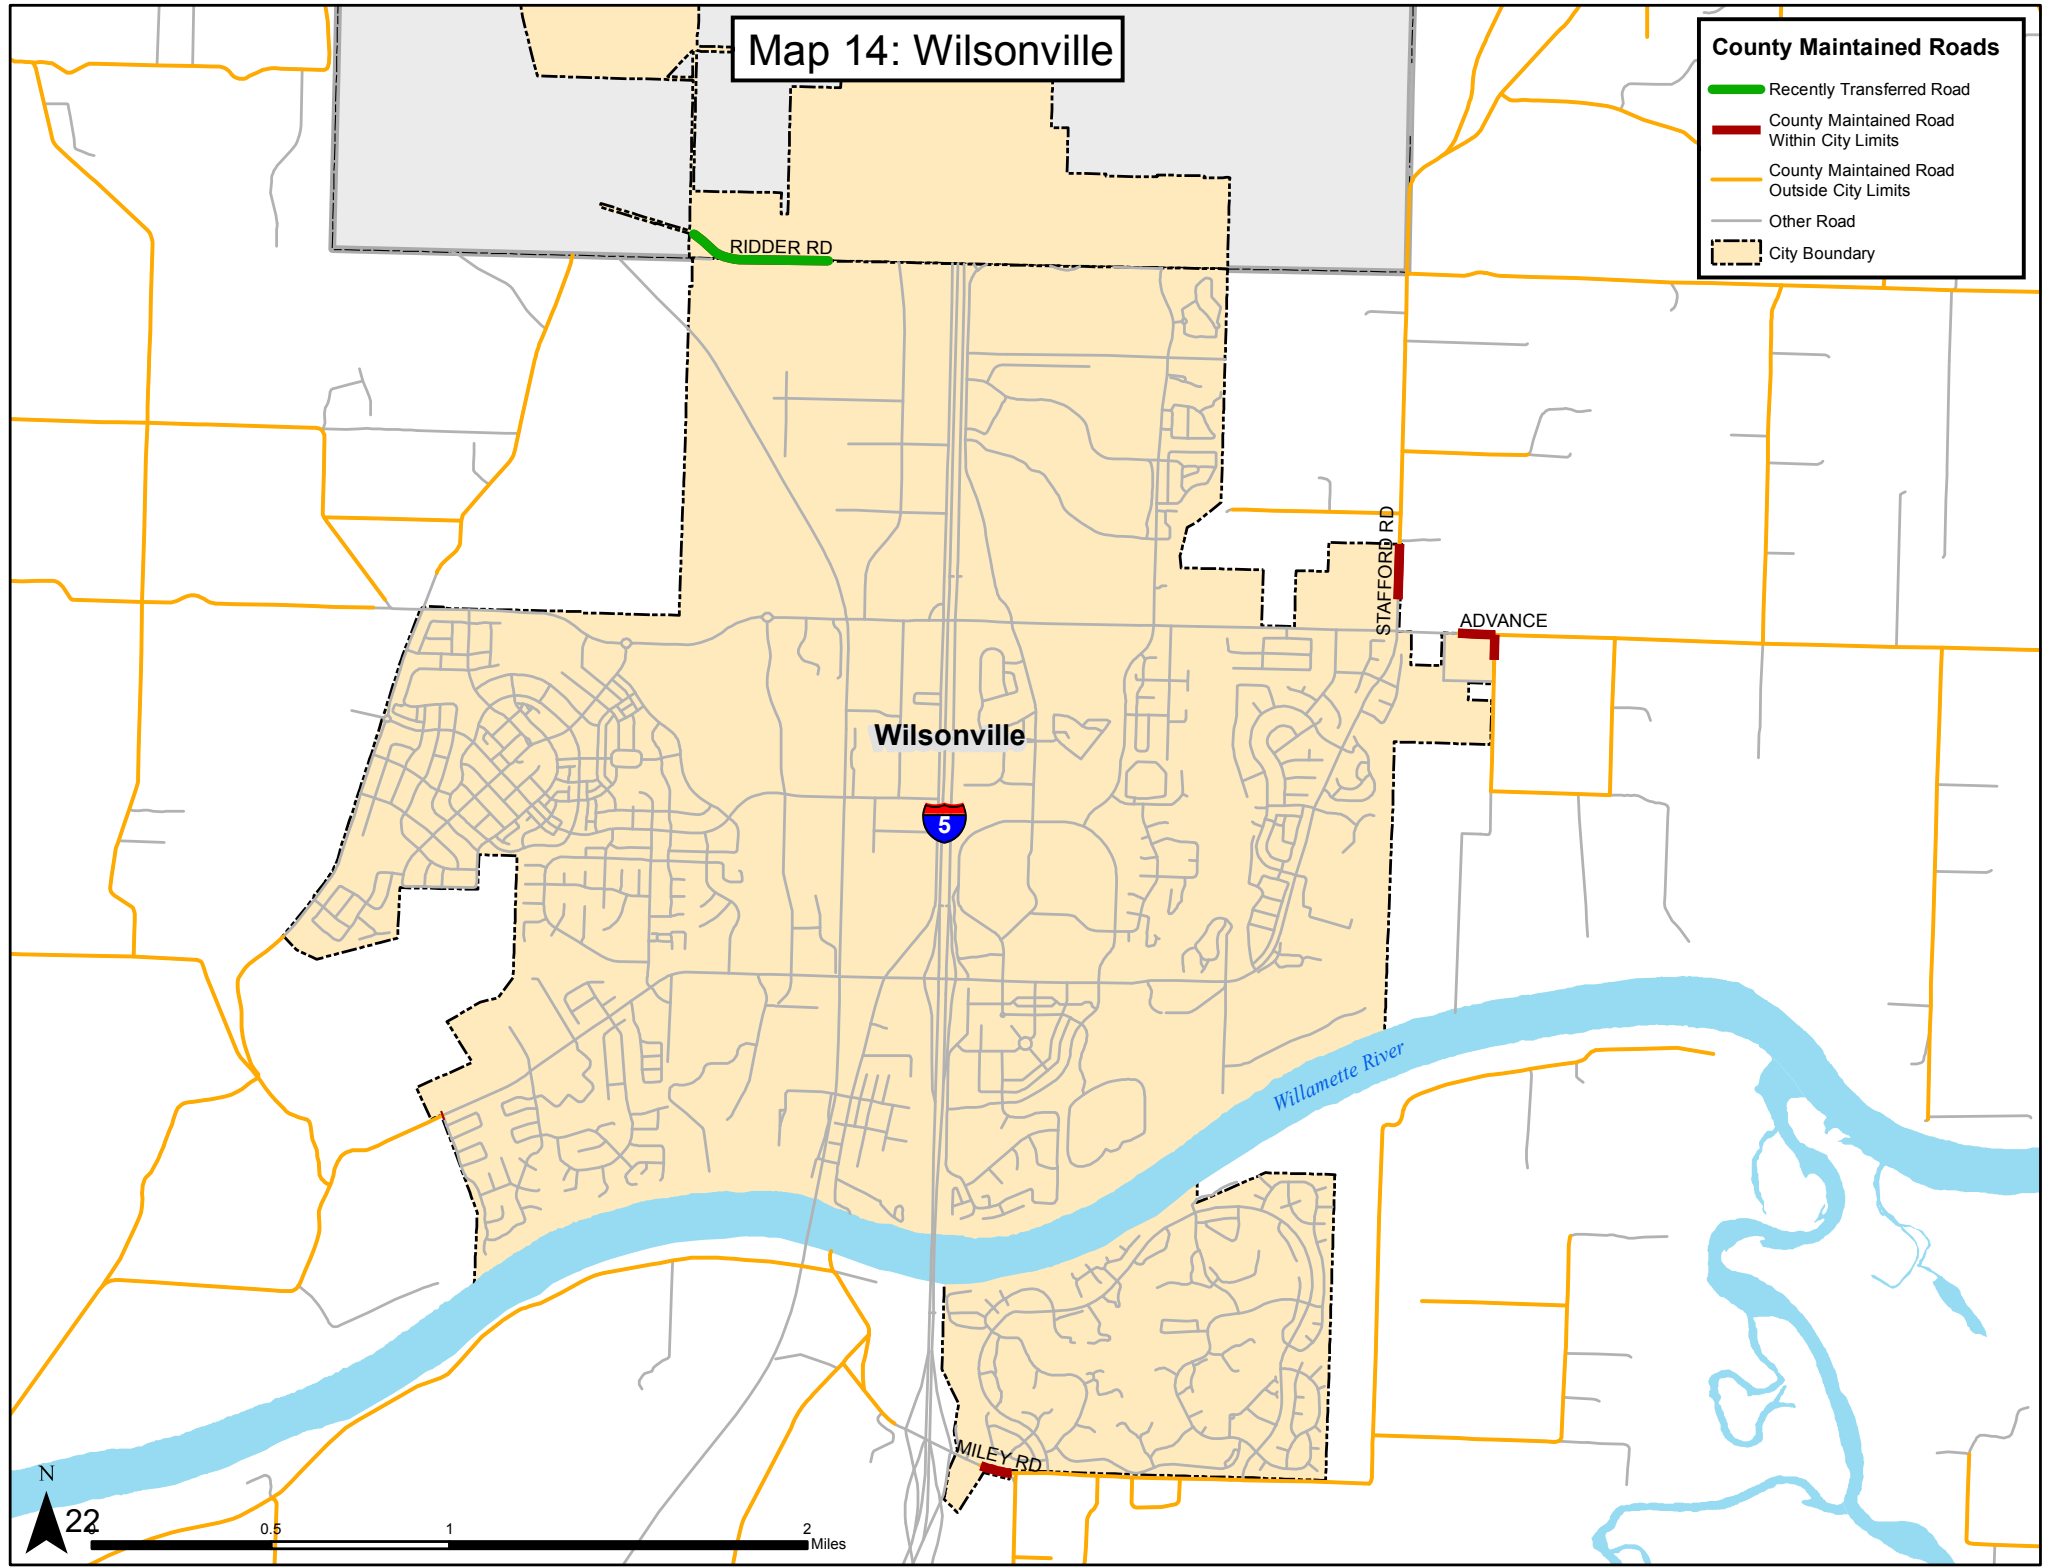 Map 14: Wilsonville
County Maintained Roads
Recently Transferred Road
County Maintained Road
Within City Limits
County Maintained Road
Outside City Limits
Other Road
City Boundary
RIDDER RD
STAFFORD RD
ADVANCE
Wilsonville
5
Willamette River
MILEY RD
N
22
0 0.5 1 2
Miles